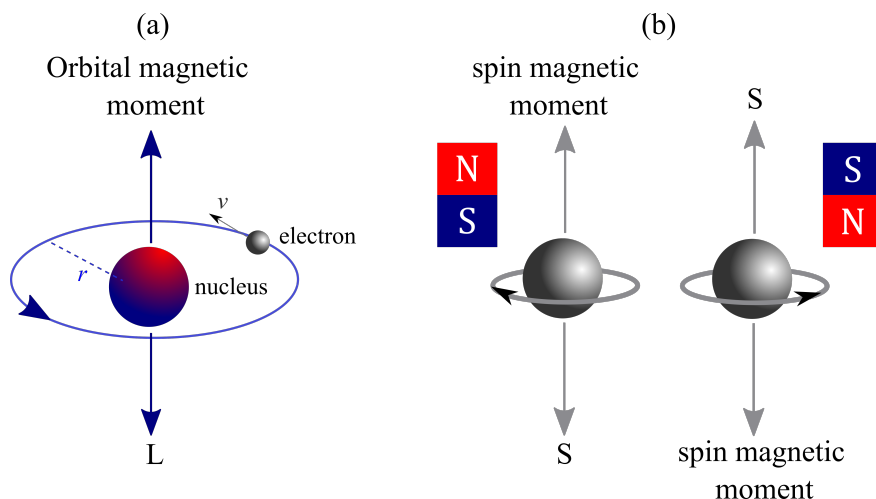 (a)
Orbital magnetic
moment
v
electron
r
nucleus
L
(b)
spin magnetic
moment
N
S
S
S
S
N
spin magnetic
moment